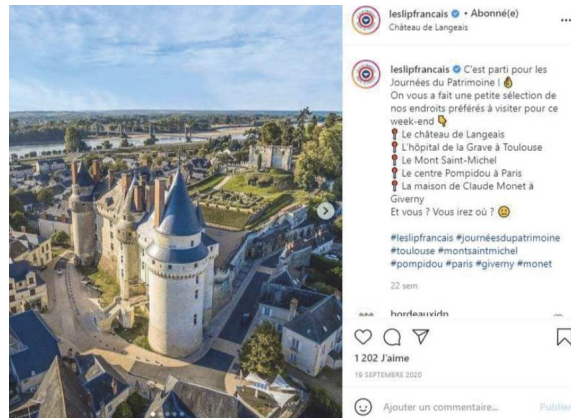 leslipfrancais • Abonné(e)
Château de Langeais
leslipfrancais C'est parti pour les
Journées du Patrimoine ! 👌
On vous a fait une petite sélection de
nos endroits préférés à visiter pour ce
week-end 👇
📍 Le château de Langeais
📍 L'hôpital de la Grave à Toulouse
📍 Le Mont Saint-Michel
📍 Le centre Pompidou à Paris
📍 La maison de Claude Monet à
Giverny
Et vous ? Vous irez où ? 🙂
#leslipfrancais #journéesdupatrimoine
#toulouse #montsaintmichel
#pompidou #paris #giverny #monet
22 sem
1 202 J'aime
19 SEPTEMBRE 2020
Ajouter un commentaire... Publier